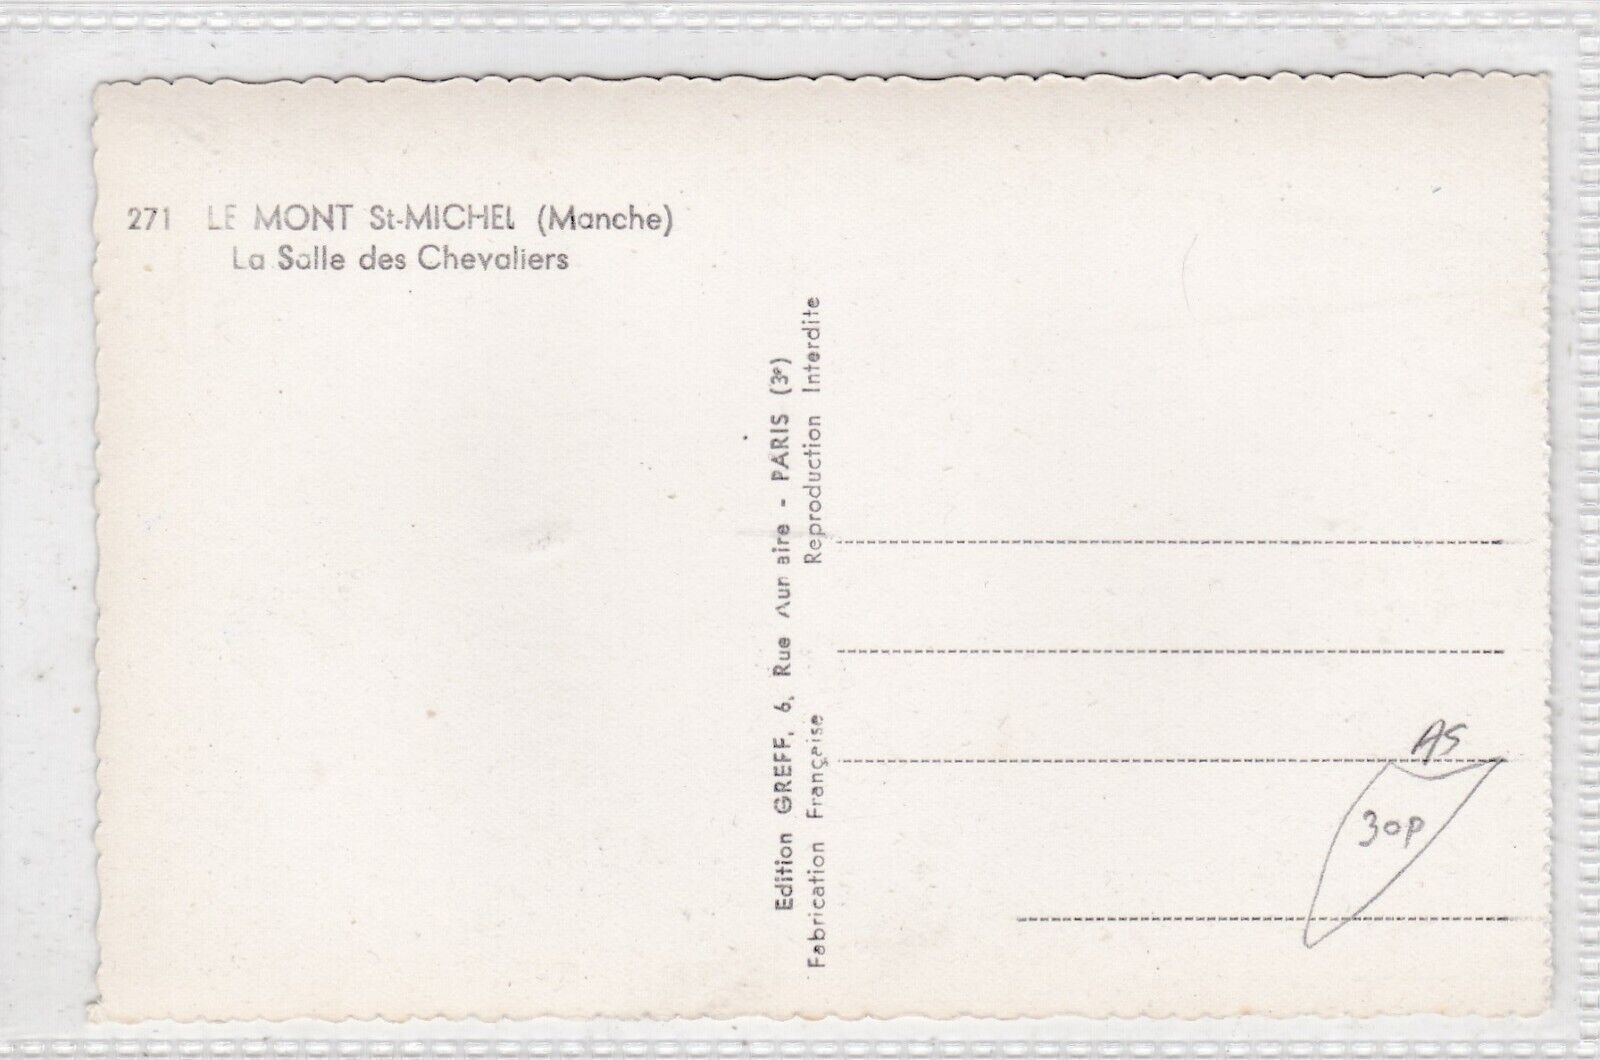 271 LE MONT St-MICHEL (Manche)
La Salle des Chevaliers
Edition GREFF, 6, Rue Aumaire - PARIS (3e)
Fabrication Française Reproduction Interdite
AS
30P